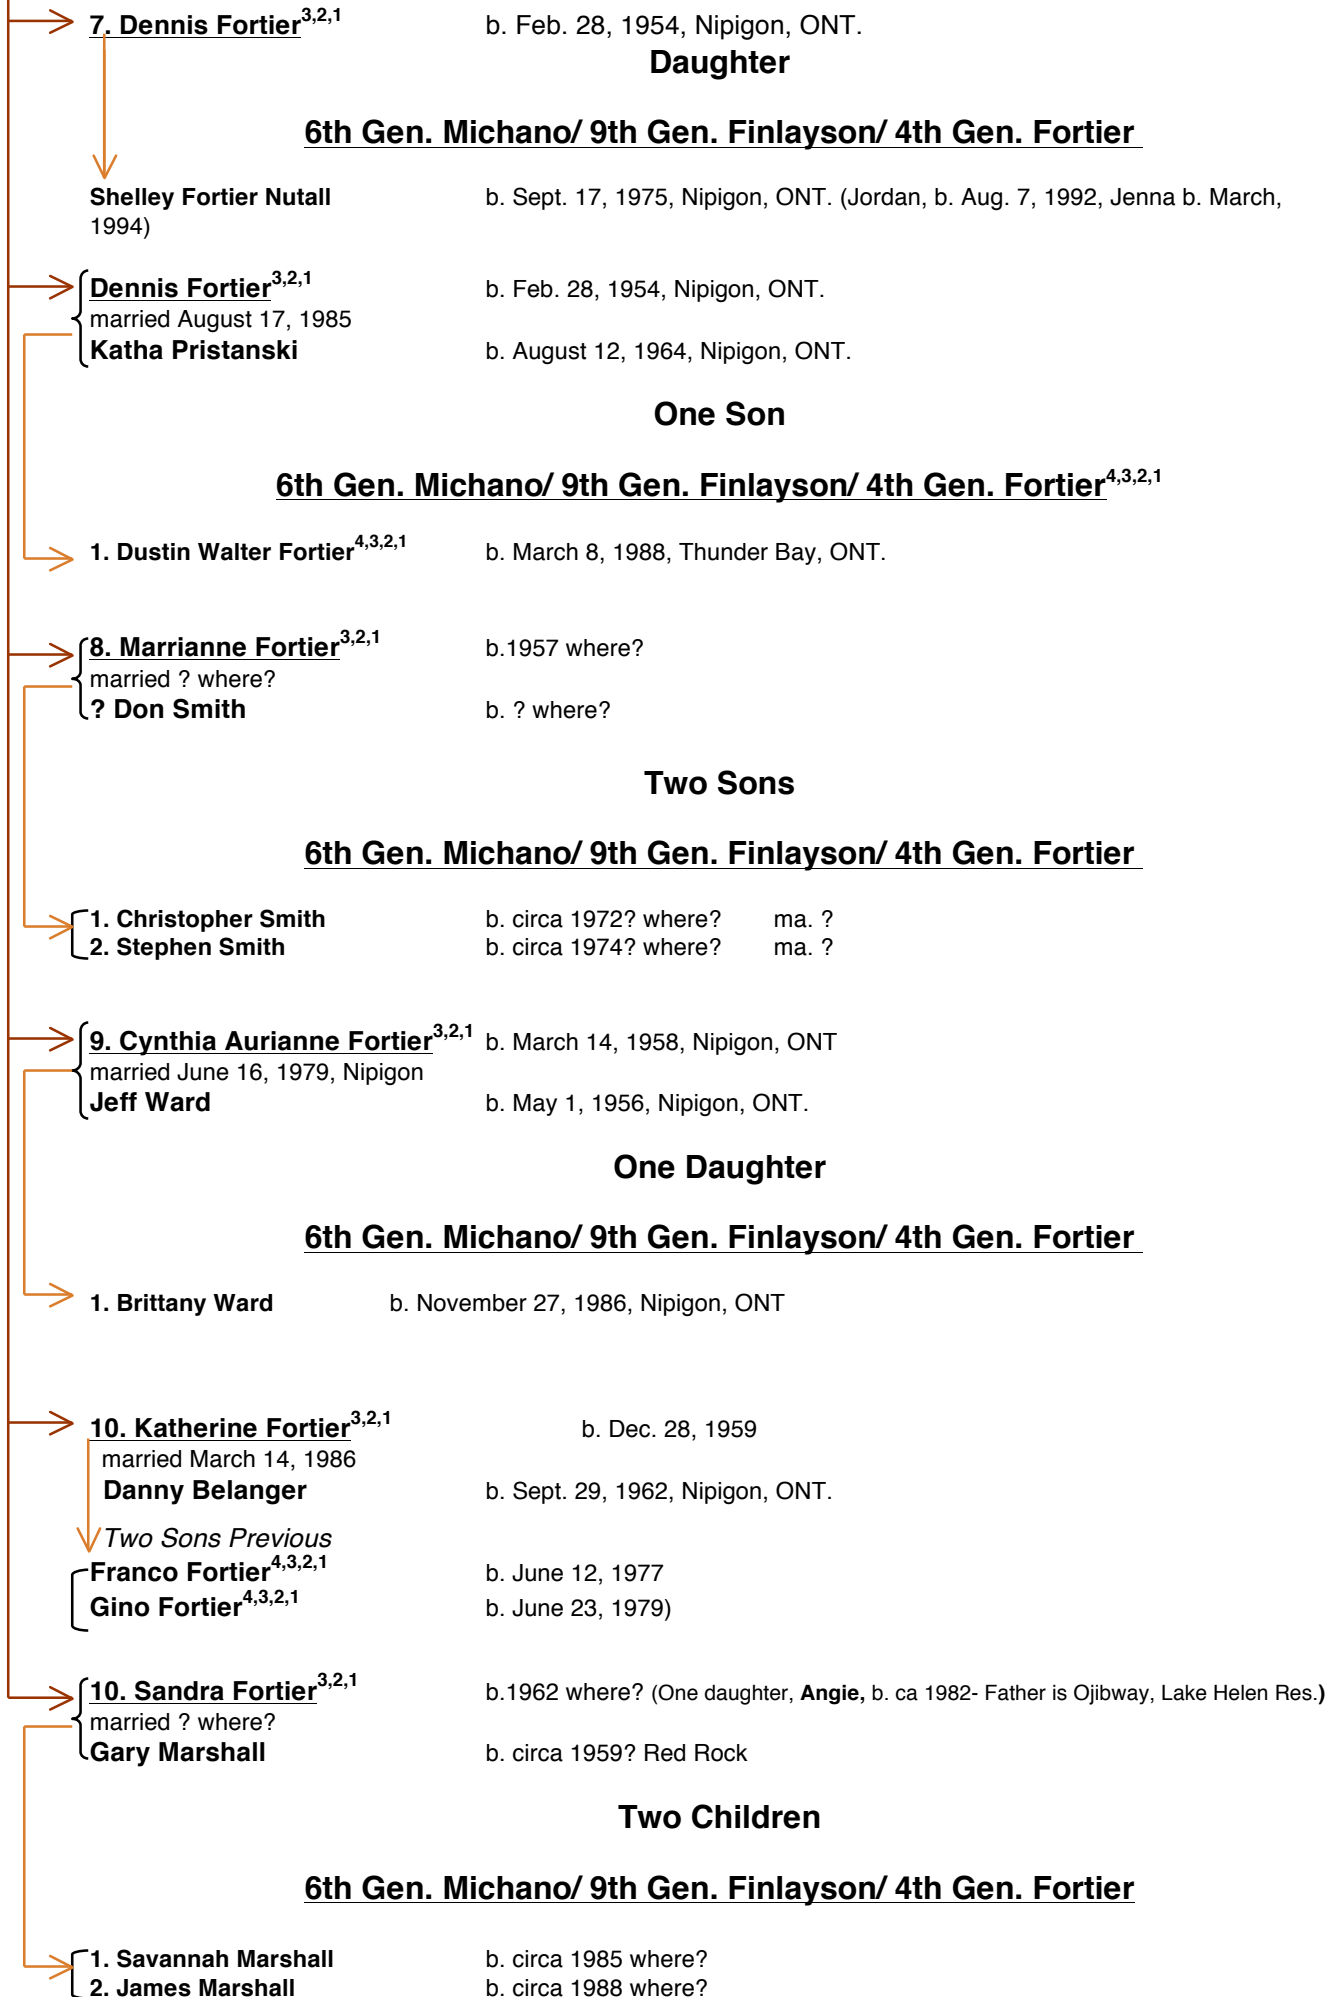 7. Dennis Fortier3,2,1 b. Feb. 28, 1954, Nipigon, ONT.
Daughter
6th Gen. Michano/ 9th Gen. Finlayson/ 4th Gen. Fortier
Shelley Fortier Nutall b. Sept. 17, 1975, Nipigon, ONT. (Jordan, b. Aug. 7, 1992, Jenna b. March,
1994)
Dennis Fortier3,2,1 b. Feb. 28, 1954, Nipigon, ONT.
married August 17, 1985
Katha Pristanski b. August 12, 1964, Nipigon, ONT.
One Son
6th Gen. Michano/ 9th Gen. Finlayson/ 4th Gen. Fortier4,3,2,1
1. Dustin Walter Fortier4,3,2,1 b. March 8, 1988, Thunder Bay, ONT.
8. Marrianne Fortier3,2,1 b.1957 where?
married ? where?
? Don Smith b. ? where?
Two Sons
6th Gen. Michano/ 9th Gen. Finlayson/ 4th Gen. Fortier
1. Christopher Smith b. circa 1972? where? ma. ?
2. Stephen Smith b. circa 1974? where? ma. ?
9. Cynthia Aurianne Fortier3,2,1 b. March 14, 1958, Nipigon, ONT
married June 16, 1979, Nipigon
Jeff Ward b. May 1, 1956, Nipigon, ONT.
One Daughter
6th Gen. Michano/ 9th Gen. Finlayson/ 4th Gen. Fortier
1. Brittany Ward b. November 27, 1986, Nipigon, ONT
10. Katherine Fortier3,2,1 b. Dec. 28, 1959
married March 14, 1986
Danny Belanger b. Sept. 29, 1962, Nipigon, ONT.
Two Sons Previous
Franco Fortier4,3,2,1 b. June 12, 1977
Gino Fortier4,3,2,1 b. June 23, 1979)
10. Sandra Fortier3,2,1 b.1962 where? (One daughter, Angie, b. ca 1982- Father is Ojibway, Lake Helen Res.)
married ? where?
Gary Marshall b. circa 1959? Red Rock
Two Children
6th Gen. Michano/ 9th Gen. Finlayson/ 4th Gen. Fortier
1. Savannah Marshall b. circa 1985 where?
2. James Marshall b. circa 1988 where?